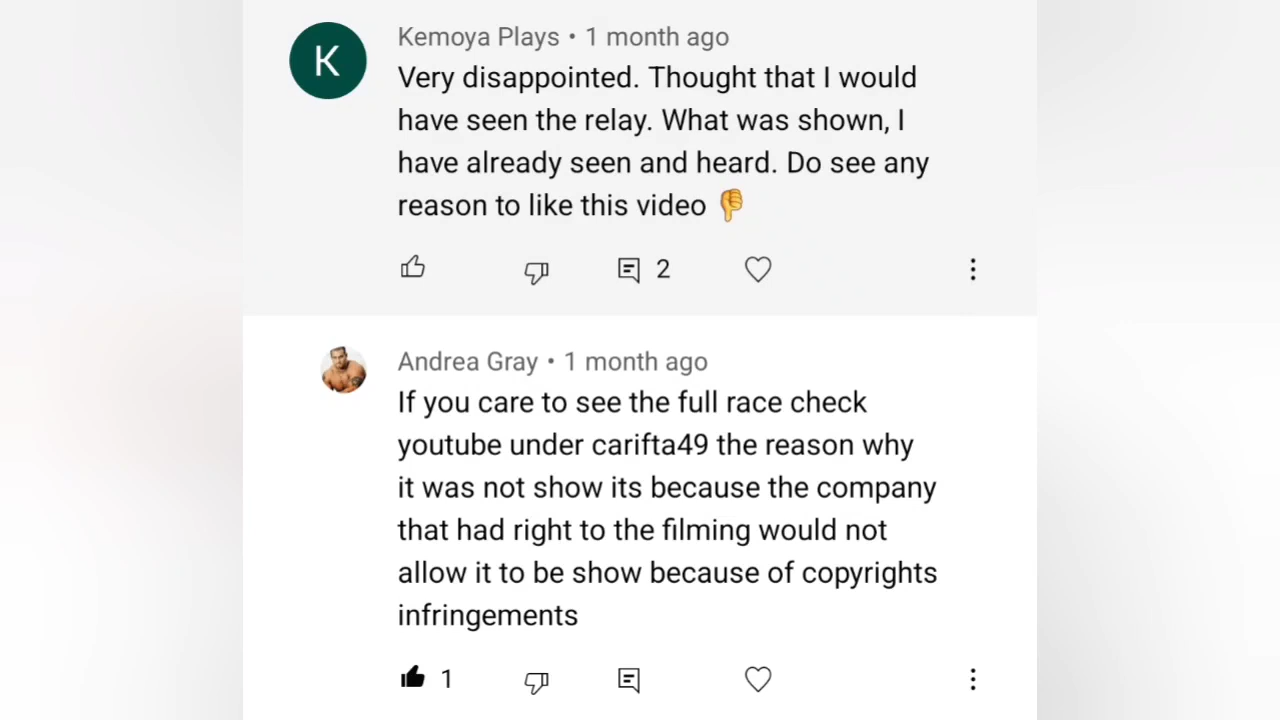 K
Kemoya Plays • 1 month ago
Very disappointed. Thought that I would
have seen the relay. What was shown, I
have already seen and heard. Do see any
reason to like this video 👎
2
Andrea Gray • 1 month ago
If you care to see the full race check
youtube under carifta49 the reason why
it was not show its because the company
that had right to the filming would not
allow it to be show because of copyrights
infringements
1